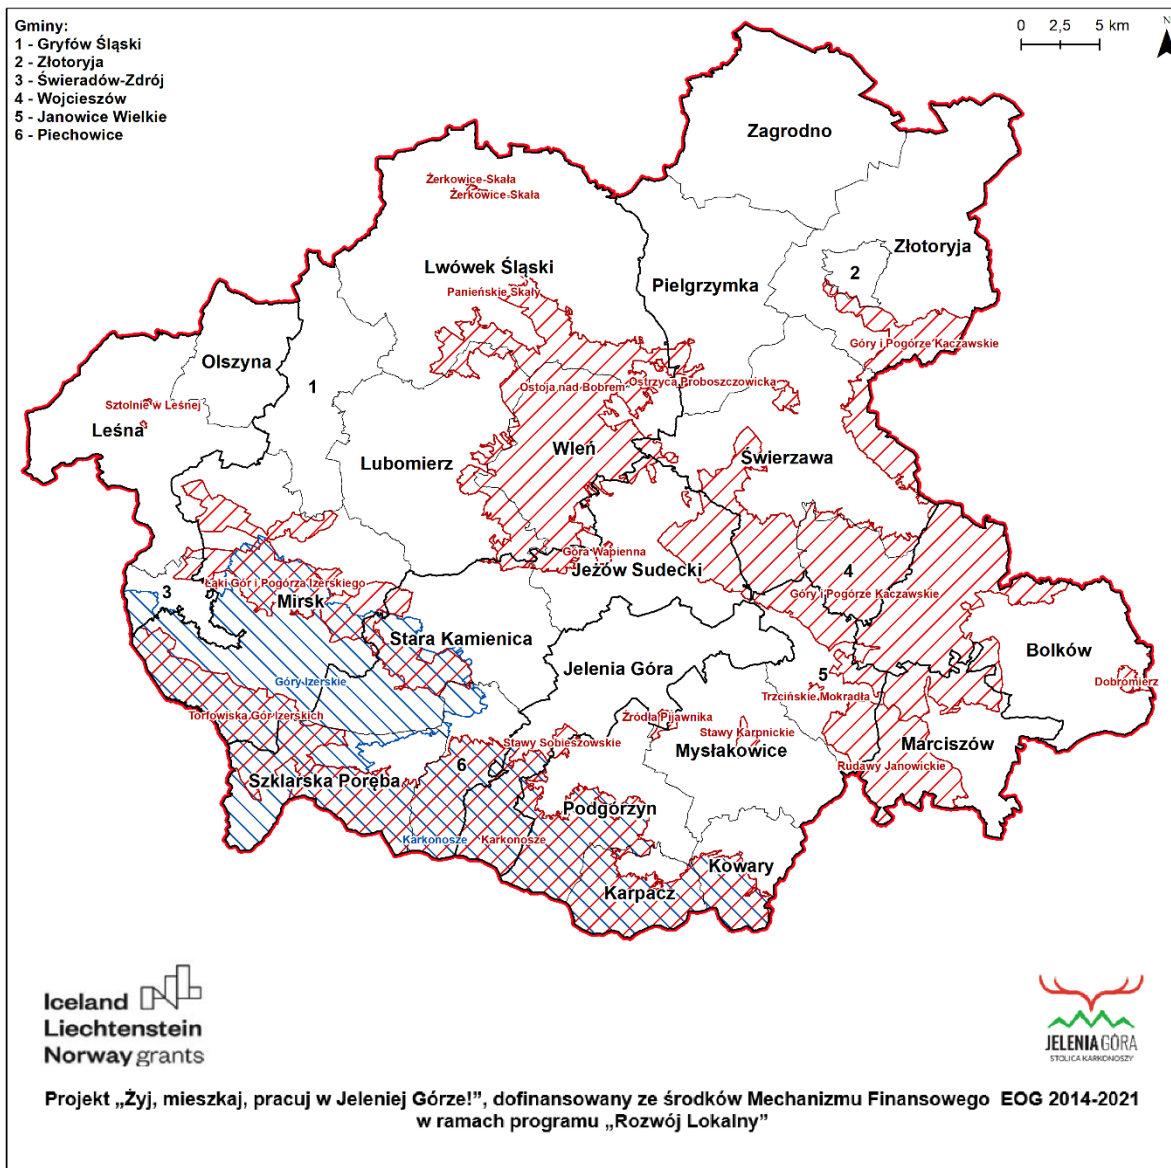 Gminy:
1 - Gryfów Śląski
2 - Złotoryja
3 - Świeradów-Zdrój
4 - Wojcieszów
5 - Janowice Wielkie
6 - Piechowice
0 2,5 5 km
N
Zagrodno
Żerkowice-Skała
Żerkowice-Skała
Złotoryja
Lwówek Śląski
2
Pielgrzymka
Panieńskie Skały
Góry i Pogórze Kaczawskie
Olszyna
1
Ostoja nad Bobrem
Ostrzyca Proboszczowicka
Sztolnie w Leśnej
Leśna
Wleń
Świerzawa
Lubomierz
Góra Wapienna
Jeżów Sudecki
4
Łąki Gór i Pogórza Izerskiego
3
Góry i Pogórze Kaczawskie
Mirsk
Stara Kamienica
Bolków
Jelenia Góra
5
Góry Izerskie
Dobromierz
Trzcińskie Mokradła
Torfowiska Gór Izerskich
Źródła Pijawnika
Stawy Karpnickie
Stawy Sobieszowskie
Mysłakowice
Marciszów
6
Rudawy Janowickie
Szklarska Poręba
Podgórzyn
Karkonosze
Karkonosze
Kowary
Karpacz
Iceland
Liechtenstein
Norway grants
JELENIA GÓRA
STOLICA KARKONOSZY
Projekt „Żyj, mieszkaj, pracuj w Jeleniej Górze!”, dofinansowany ze środków Mechanizmu Finansowego EOG 2014-2021
w ramach programu „Rozwój Lokalny”